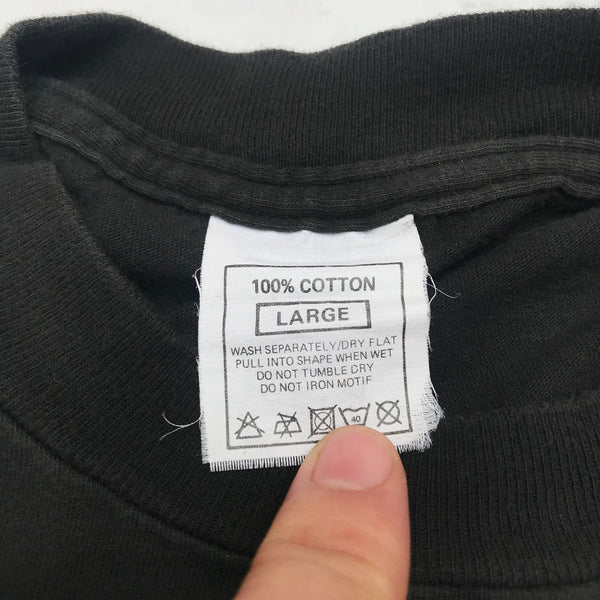 100% COTTON
LARGE
WASH SEPARATELY/DRY FLAT
PULL INTO SHAPE WHEN WET
DO NOT TUMBLE DRY
DO NOT IRON MOTIF
40